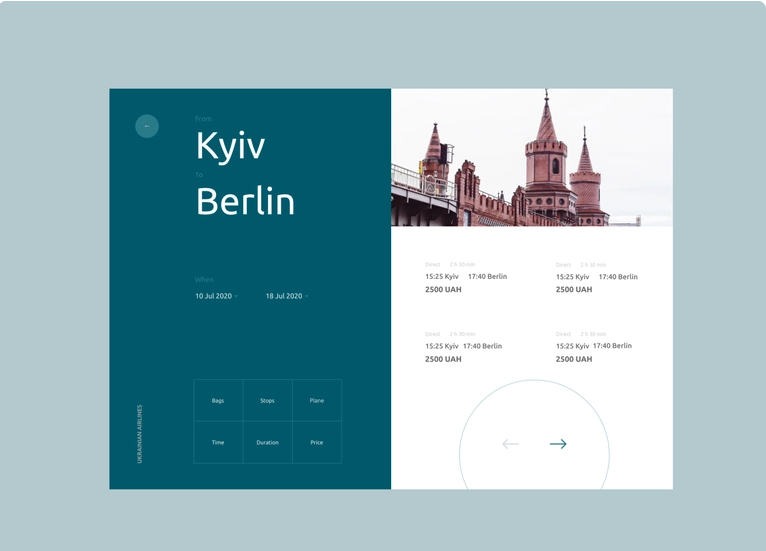 From
Kyiv
To
Berlin
When
10 Jul 2020
18 Jul 2020
Bags
Stops
Plane
Time
Duration
Price
UKRAINIAN AIRLINES
Direct 2 h 30 min
15:25 Kyiv 17:40 Berlin
2500 UAH
Direct 2 h 30 min
15:25 Kyiv 17:40 Berlin
2500 UAH
Direct 2 h 30 min
15:25 Kyiv 17:40 Berlin
2500 UAH
Direct 2 h 30 min
15:25 Kyiv 17:40 Berlin
2500 UAH